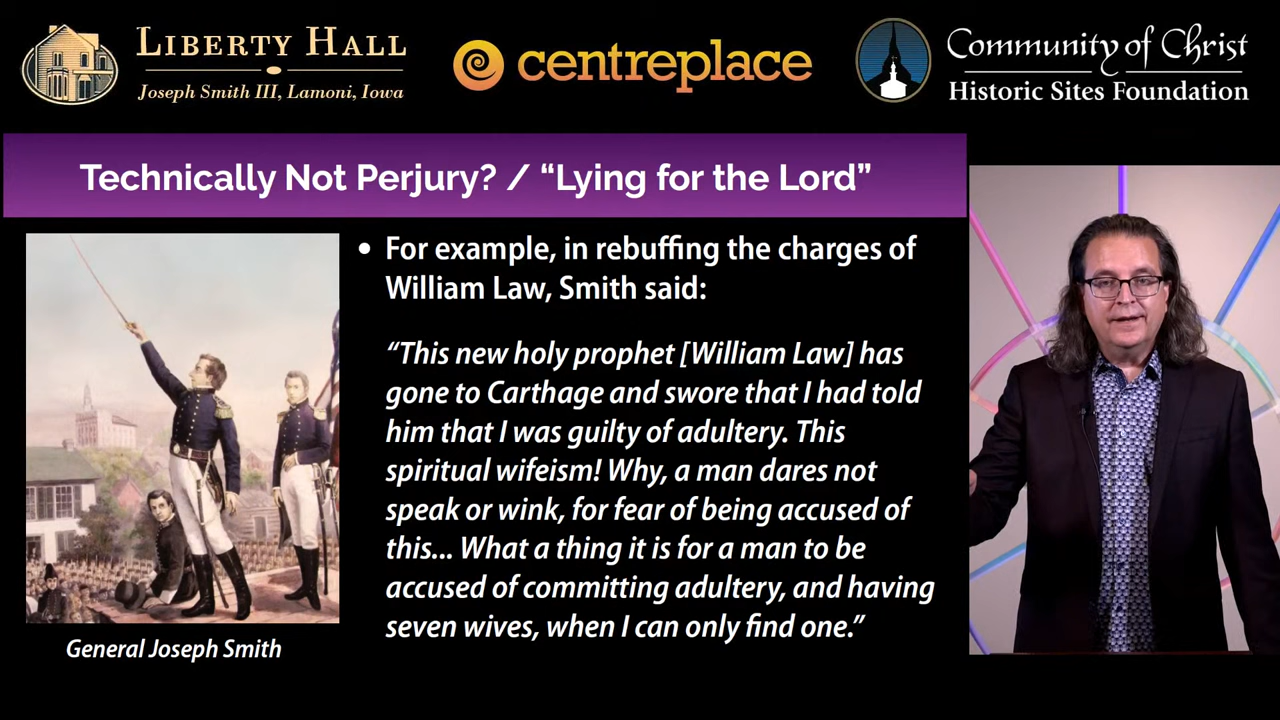 LIBERTY HALL
Joseph Smith III, Lamoni, Iowa
centreplace
Community of Christ
Historic Sites Foundation
Technically Not Perjury? / “Lying for the Lord”
• For example, in rebuffing the charges of
William Law, Smith said:
“This new holy prophet [William Law] has
gone to Carthage and swore that I had told
him that I was guilty of adultery. This
spiritual wifeism! Why, a man dares not
speak or wink, for fear of being accused of
this... What a thing it is for a man to be
accused of committing adultery, and having
seven wives, when I can only find one.”
General Joseph Smith